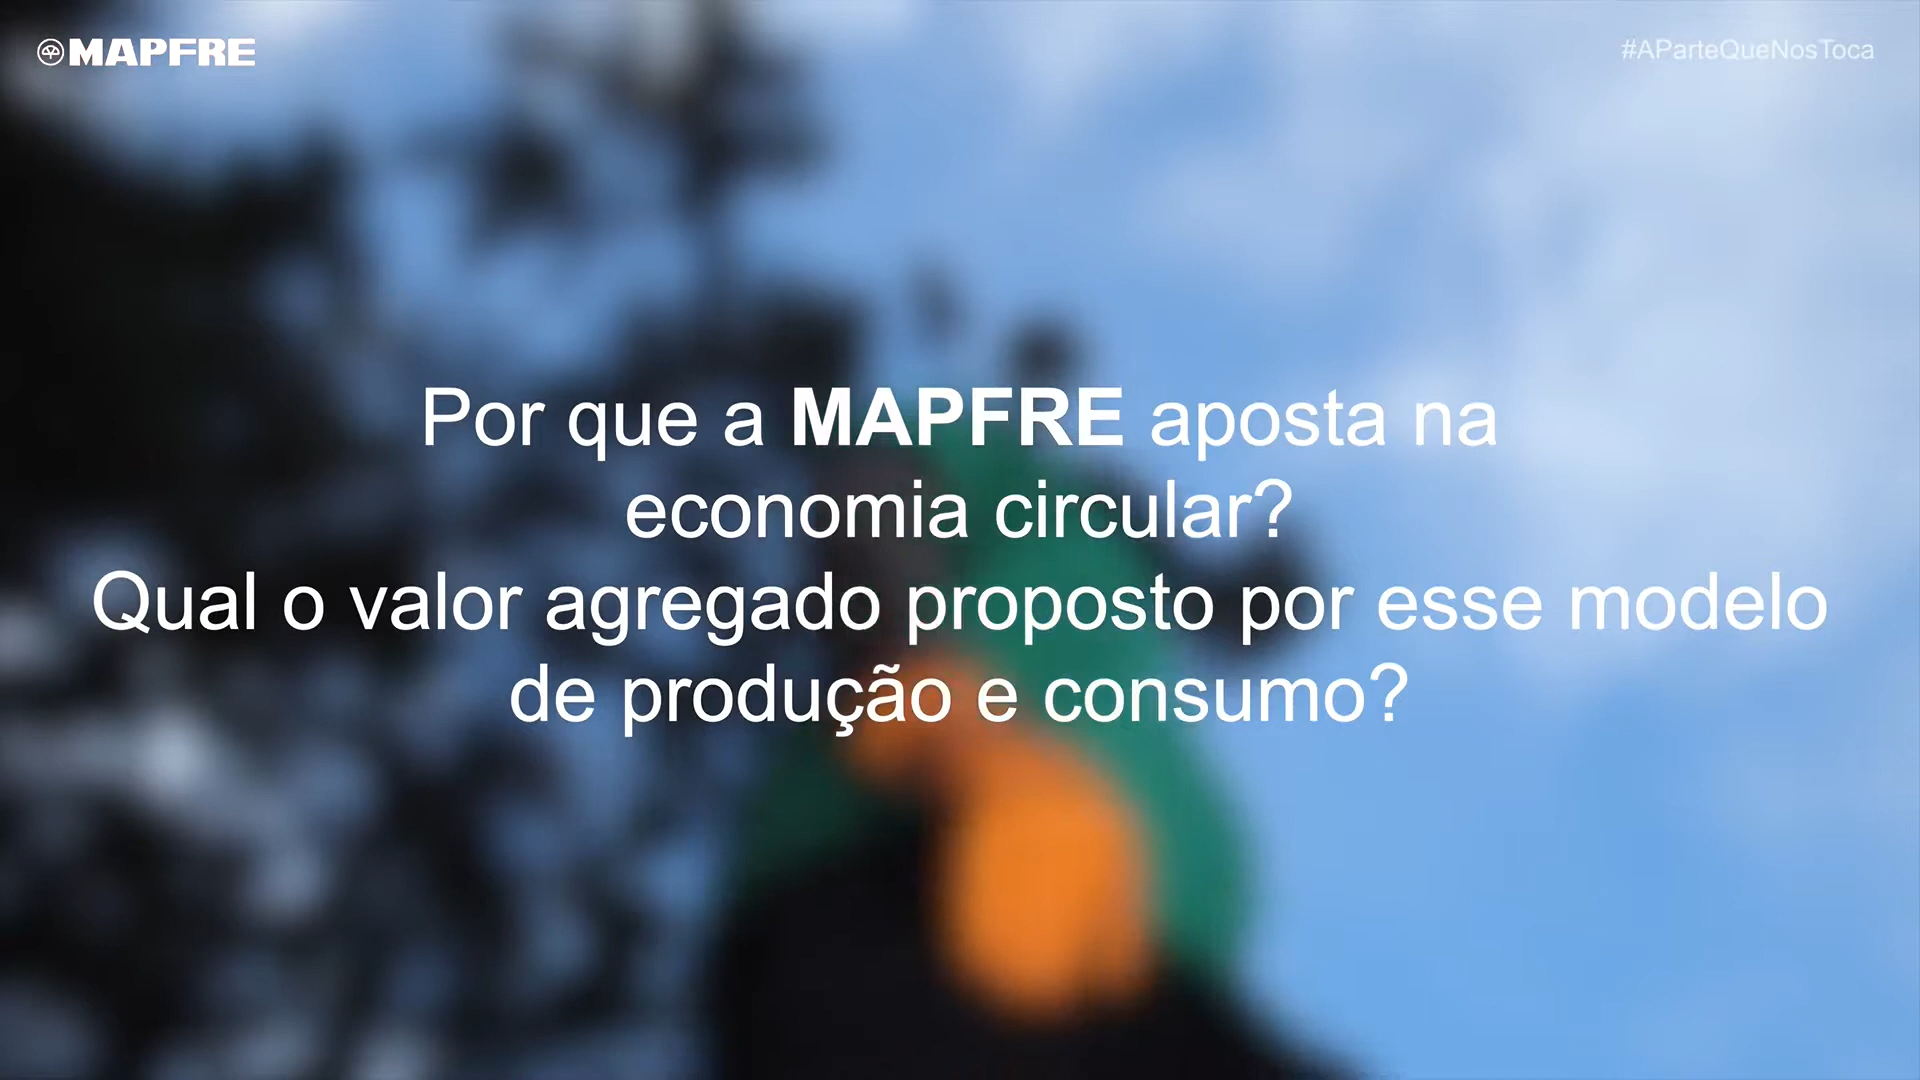 MAPFRE
#AParteQueNosToca
Por que a MAPFRE aposta na
economia circular?
Qual o valor agregado proposto por esse modelo
de produção e consumo?